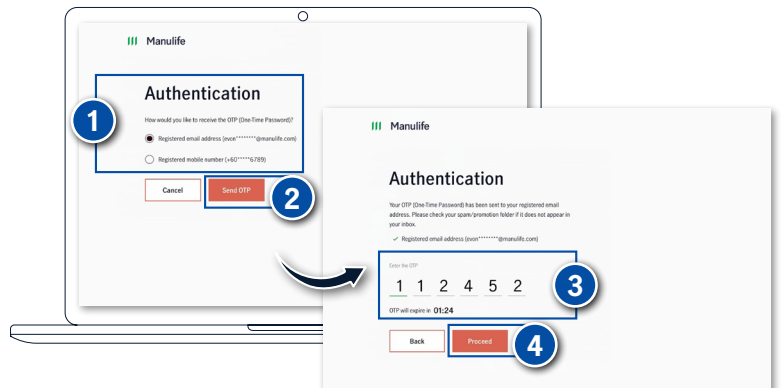 Manulife
Authentication
How would you like to receive the OTP (One-Time Password)?
Registered email address (evon********@manulife.com)
Registered mobile number (+60*****6789)
Cancel
Send OTP
1
2
Manulife
Authentication
Your OTP (One-Time Password) has been sent to your registered email
address. Please check your spam/promotion folder if it does not appear in
your inbox.
Registered email address (evon********@manulife.com)
Enter the OTP
1 1 2 4 5 2
OTP will expire in 01:24
Back
Proceed
3
4